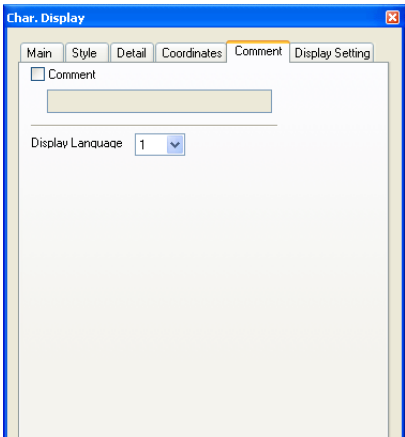 Char. Display
Main Style Detail Coordinates Comment Display Setting
Comment
Display Language 1